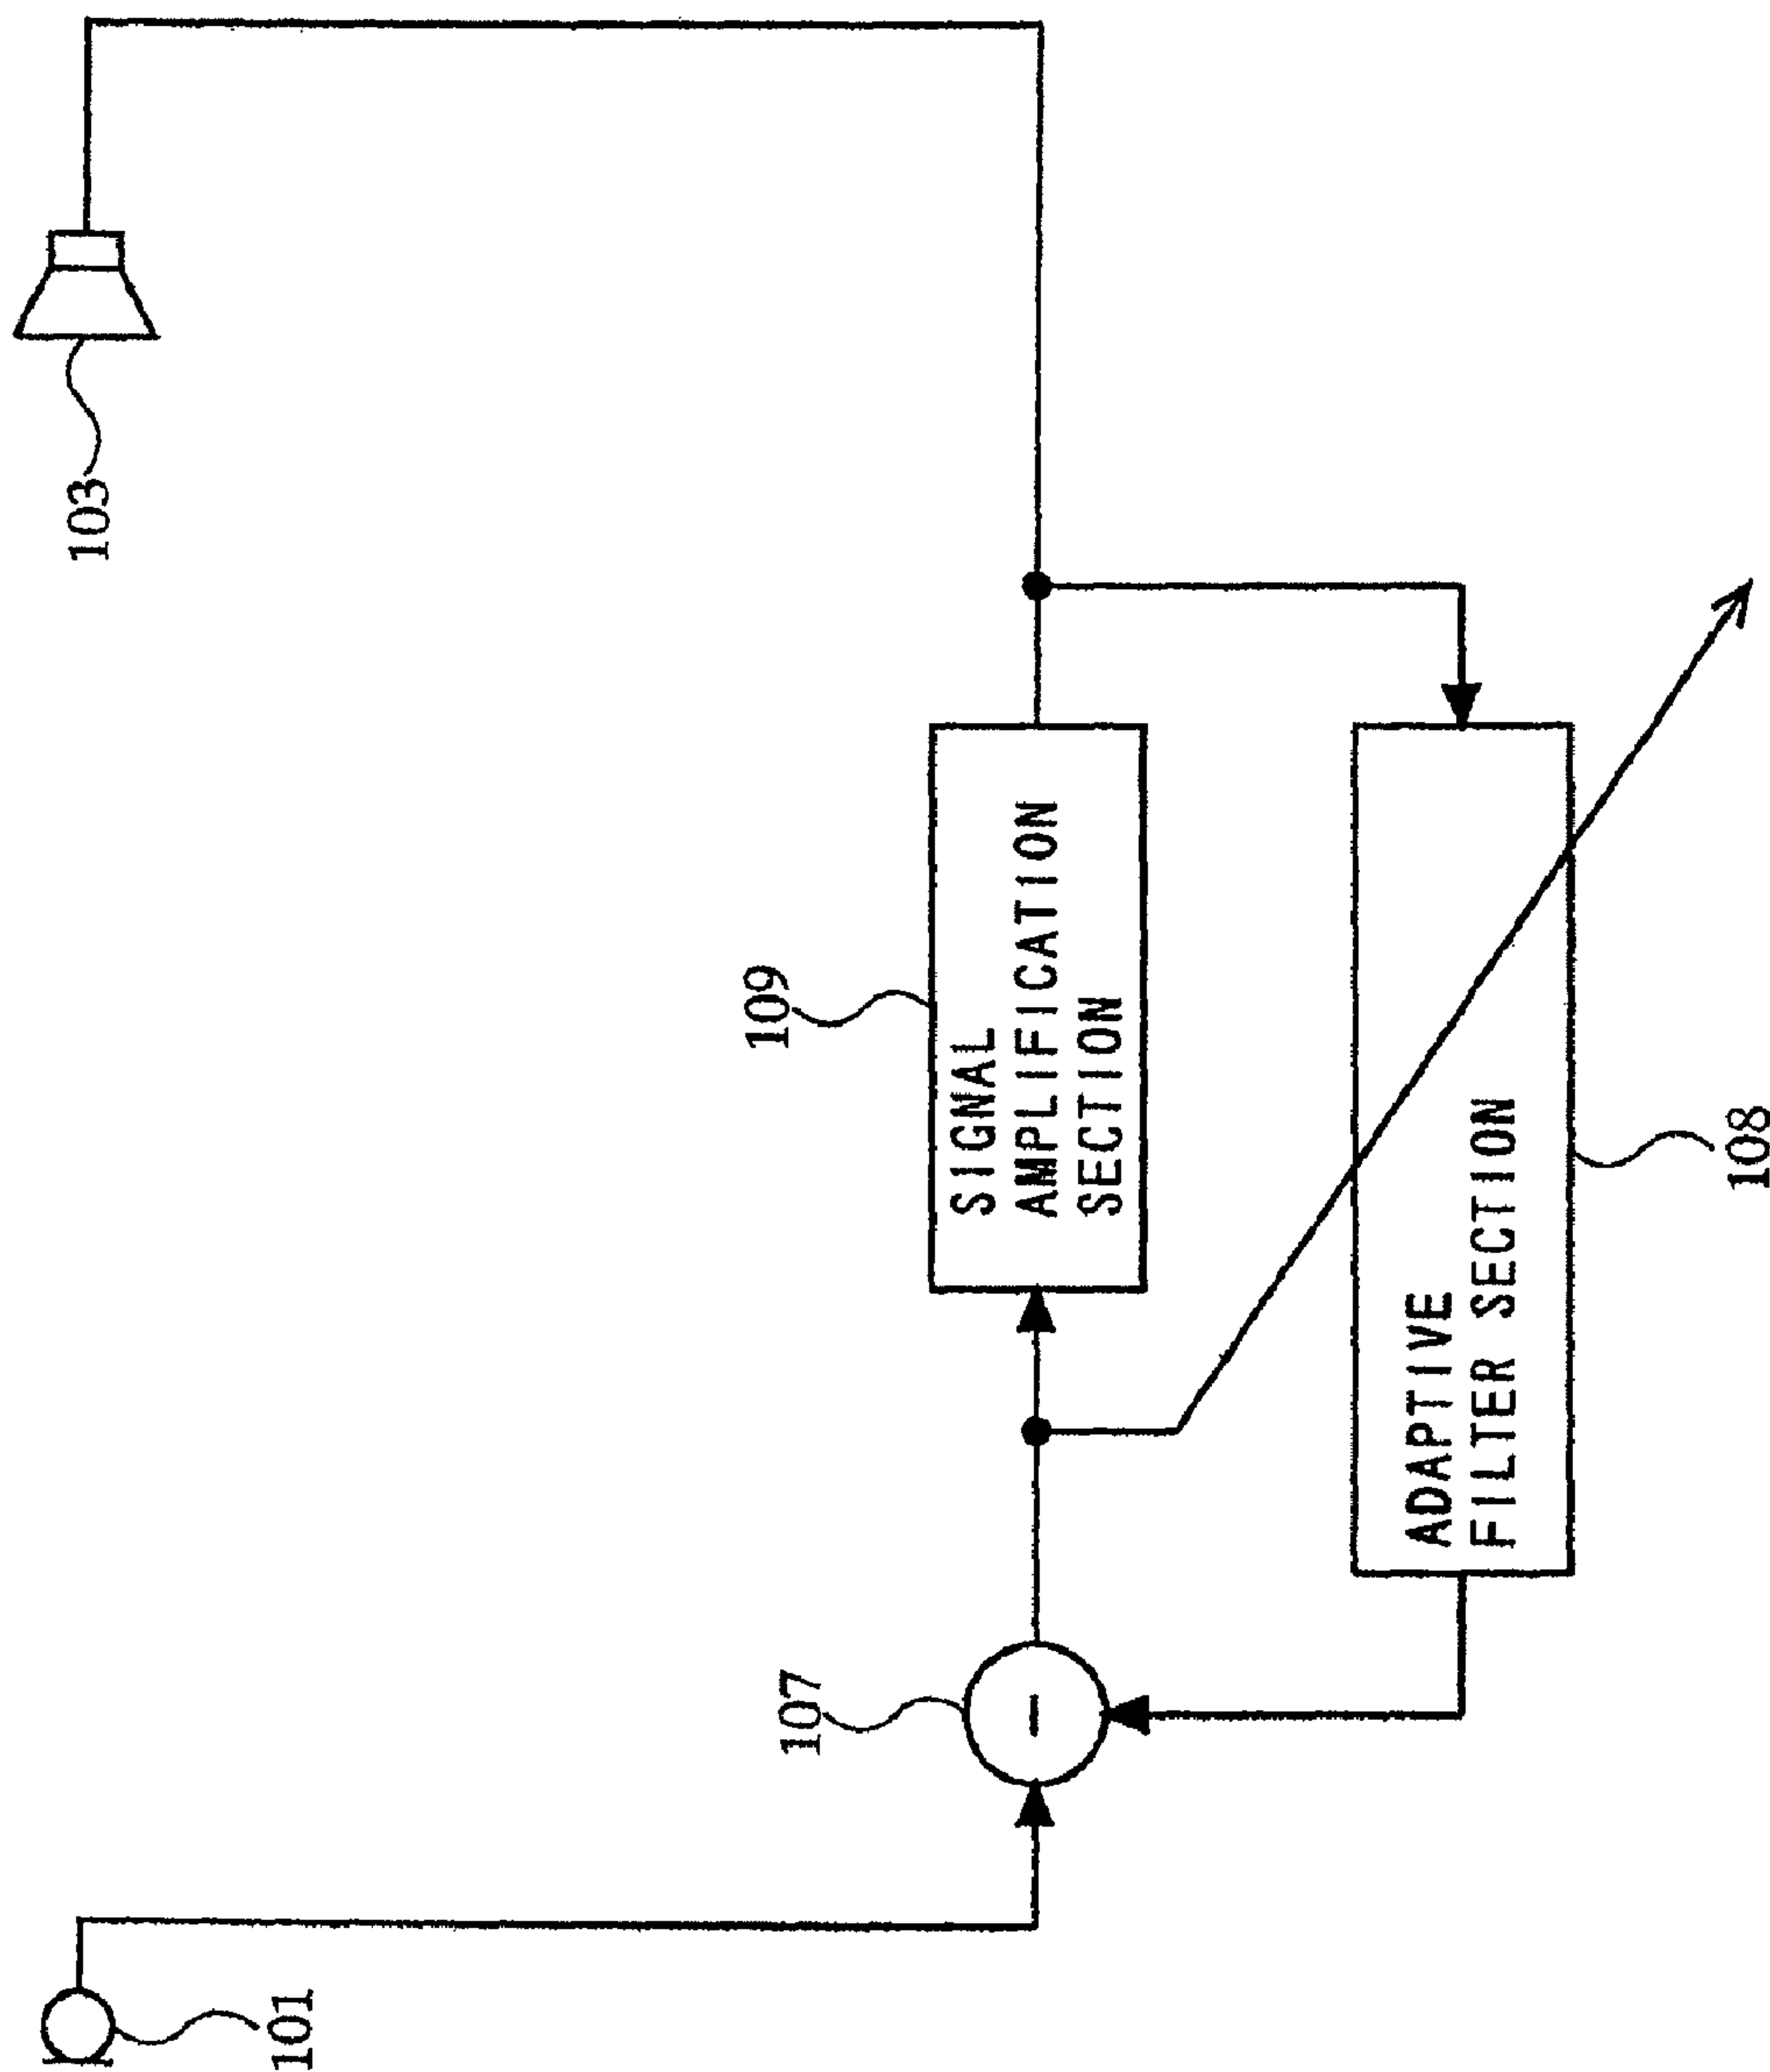 101
103
107
109
SIGNAL
AMPLIFICATION
SECTION
ADAPTIVE
FILTER SECTION
108